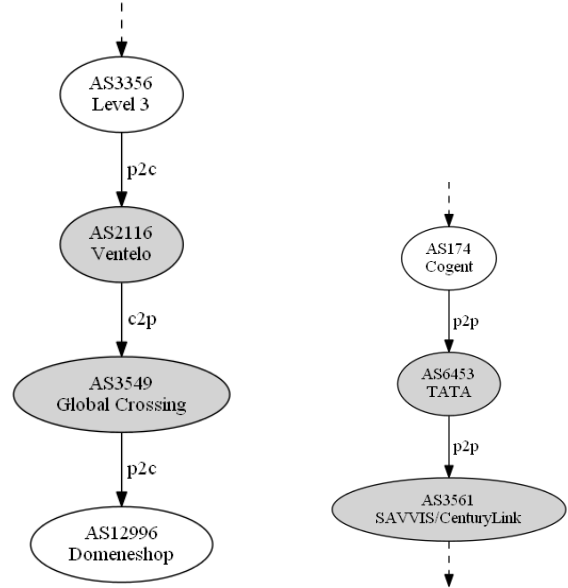 AS3356
Level 3
p2c
AS2116
Ventelo
c2p
AS3549
Global Crossing
p2c
AS12996
Domeneshop
AS174
Cogent
p2p
AS6453
TATA
p2p
AS3561
SAVVIS/CenturyLink